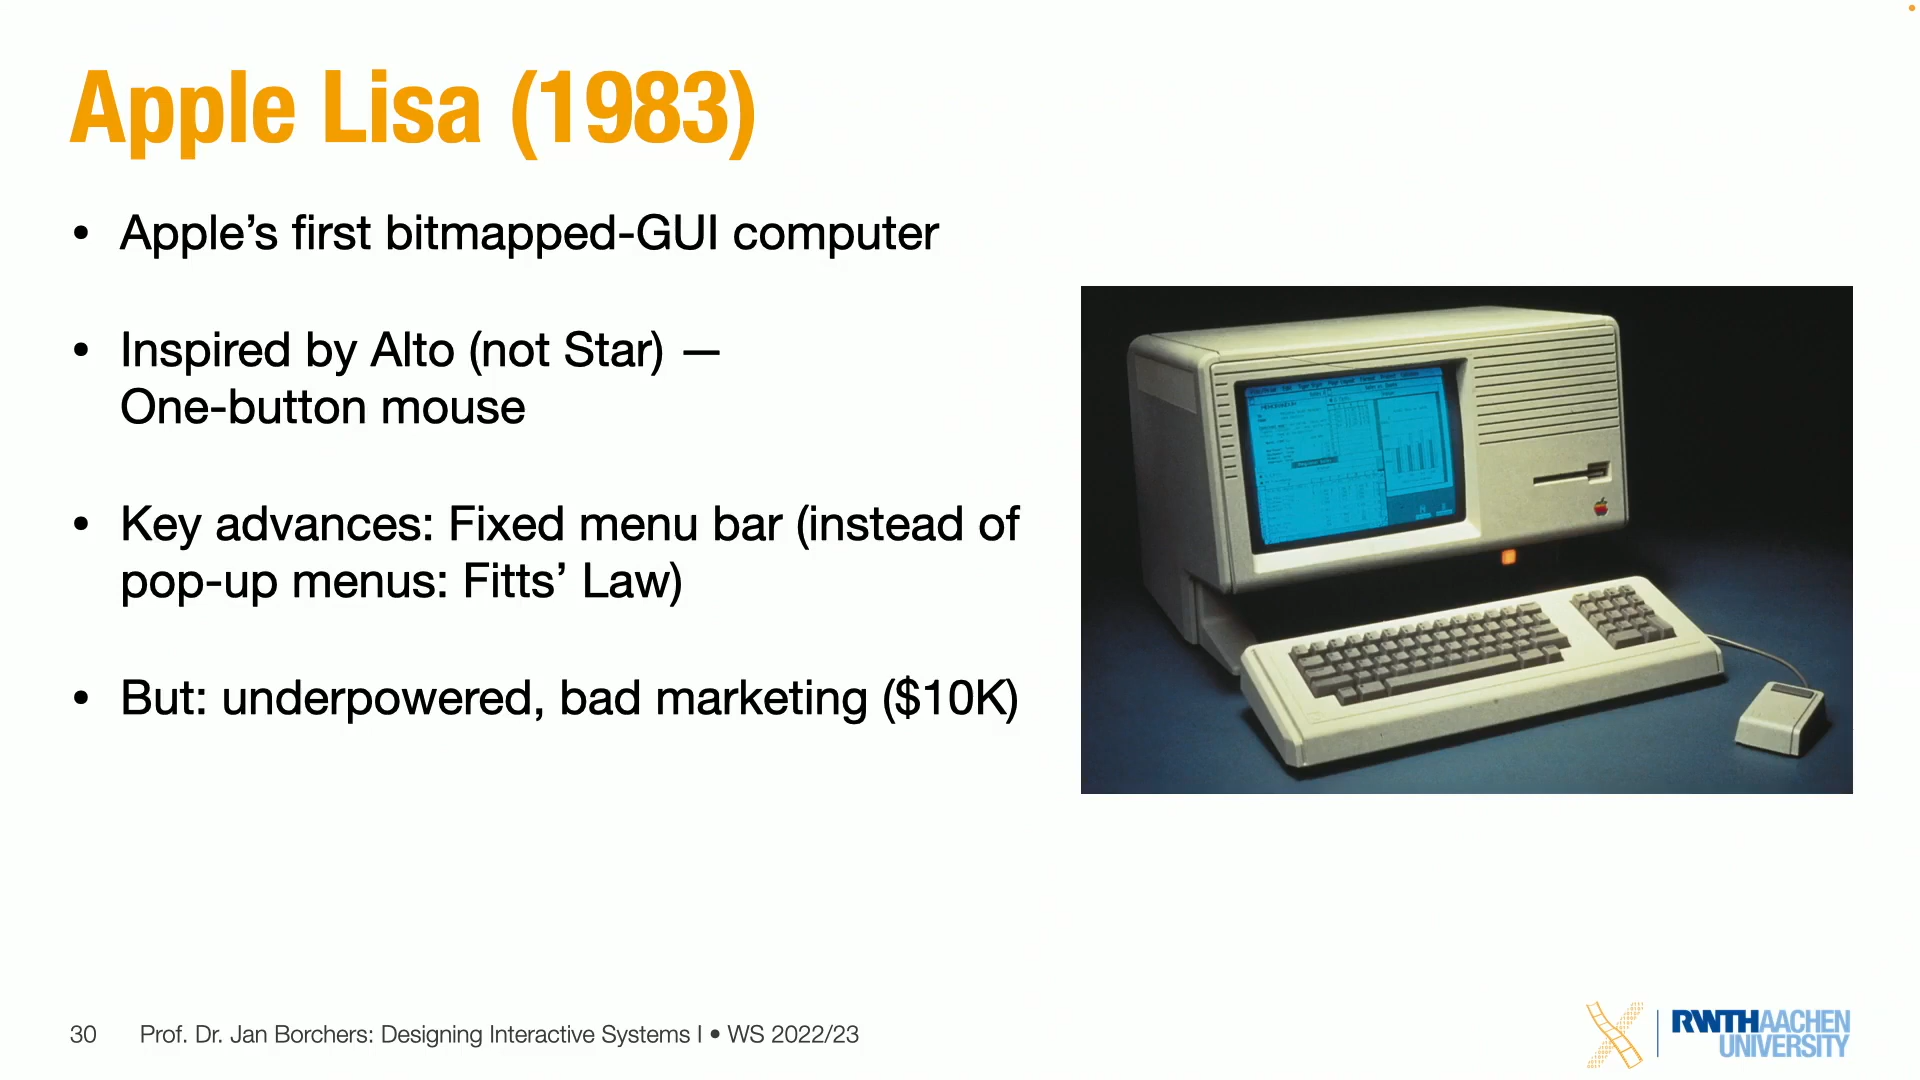 Apple Lisa (1983)
• Apple’s first bitmapped-GUI computer
• Inspired by Alto (not Star) —
One-button mouse
• Key advances: Fixed menu bar (instead of
pop-up menus: Fitts’ Law)
• But: underpowered, bad marketing ($10K)
30 Prof. Dr. Jan Borchers: Designing Interactive Systems I • WS 2022/23
RWTHAACHEN
UNIVERSITY